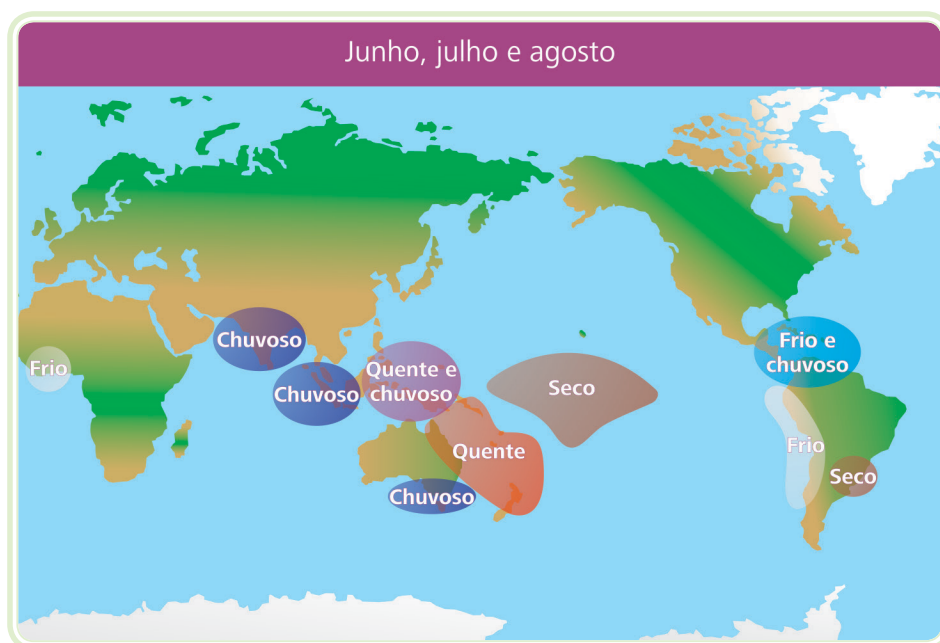 Junho, julho e agosto
Chuvoso
Frio e
chuvoso
Frio
Quente e
chuvoso
Chuvoso
Seco
Quente
Frio
Seco
Chuvoso